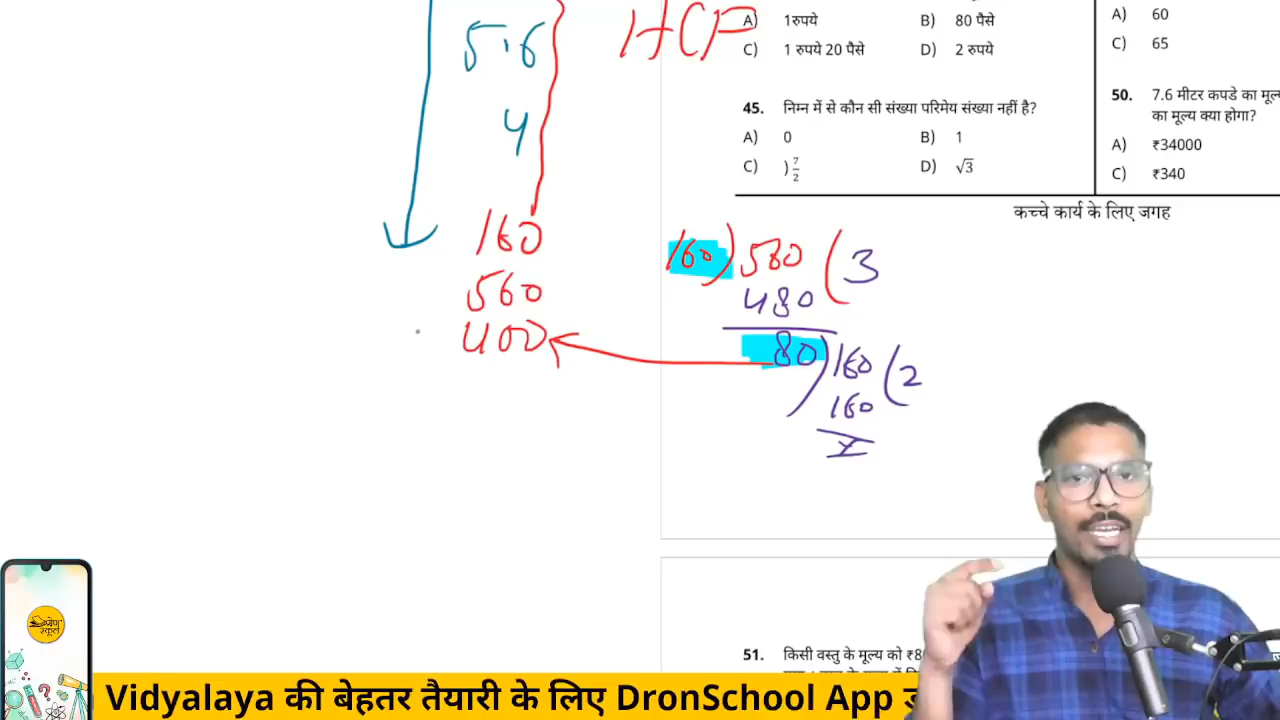 5.6
4
HCF
A) 1रुपये B) 80 पैसे
C) 1 रुपये 20 पैसे D) 2 रुपये
45. निम्न में से कौन सी संख्या परिमेय संख्या नहीं है?
A) 0 B) 1
C) ) 7/2 D) √3
A) 60
C) 65
50. 7.6 मीटर कपडे का मूल्य
का मूल्य क्या होगा?
A) ₹34000
C) ₹340
कच्चे कार्य के लिए जगह
160
560
400
160) 560 (3
480
80) 160 (2
160
X
51. किसी वस्तु के मूल्य को ₹8
द्रोण स्कूल
Vidyalaya की बेहतर तैयारी के लिए DronSchool App